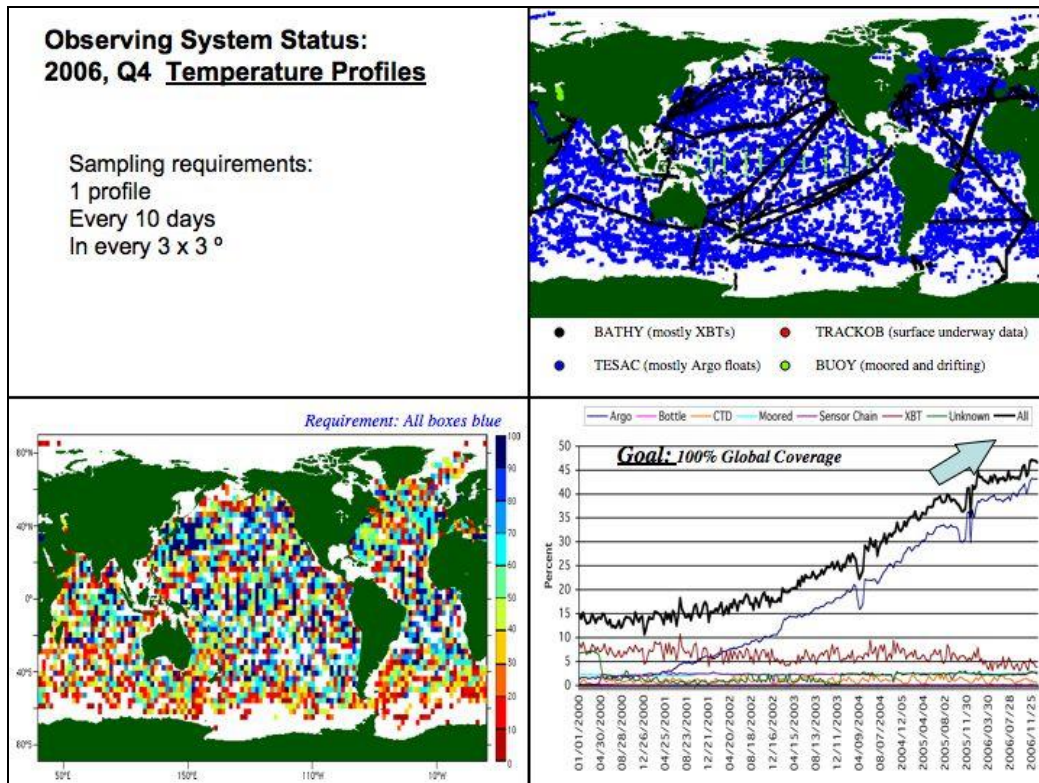 Observing System Status:
2006, Q4 Temperature Profiles
Sampling requirements:
1 profile
Every 10 days
In every 3 x 3 º
BATHY (mostly XBTs)
TRACKOB (surface underway data)
TESAC (mostly Argo floats)
BUOY (moored and drifting)
Requirement: All boxes blue
80°N
40°N
0°
40°S
80°S
50°E
150°E
110°W
10°W
100
90
80
70
60
50
40
30
20
10
0
Argo Bottle CTD Moored Sensor Chain XBT Unknown All
Goal: 100% Global Coverage
Percent
50
45
40
35
30
25
20
15
10
5
0
01/01/2000
04/30/2000
08/28/2000
12/26/2000
04/25/2001
08/23/2001
12/21/2001
04/20/2002
08/18/2002
12/16/2002
04/15/2003
08/13/2003
12/11/2003
04/09/2004
08/07/2004
2004/12/05
2005/04/04
2005/08/02
2005/11/30
2006/03/30
2006/07/28
2006/11/25